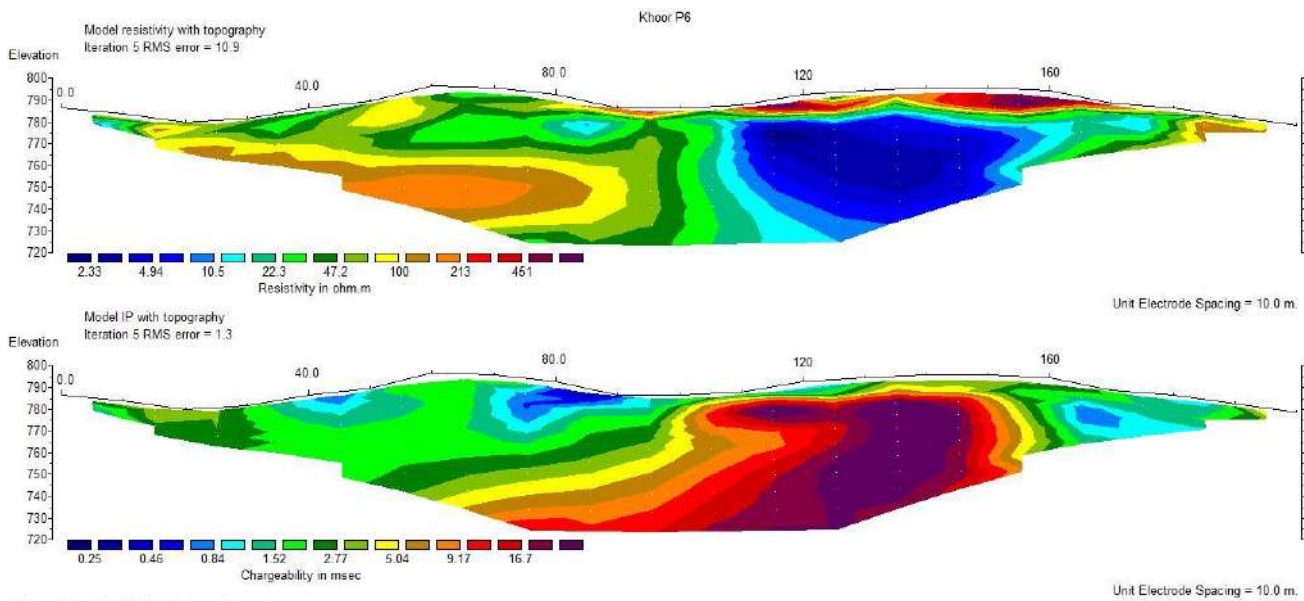 Khoor P6
Model resistivity with topography
Iteration 5 RMS error = 10.9
Elevation
800
790
780
770
760
750
740
730
720
0.0 40.0 80.0 120 160
2.33 4.94 10.5 22.3 47.2 100 213 451
Resistivity in ohm.m
Unit Electrode Spacing = 10.0 m.
Model IP with topography
Iteration 5 RMS error = 1.3
Elevation
800
790
780
770
760
750
740
730
720
0.0 40.0 80.0 120 160
0.25 0.46 0.84 1.52 2.77 5.04 9.17 16.7
Chargeability in msec
Unit Electrode Spacing = 10.0 m.